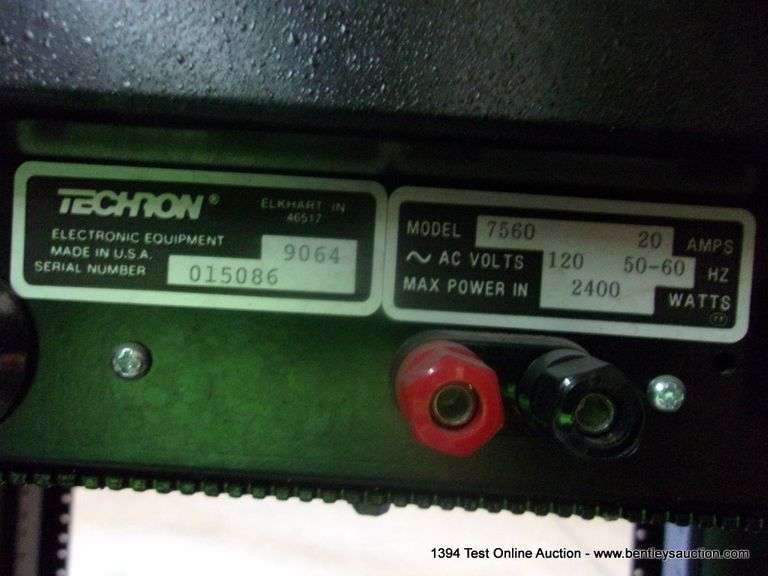 TECHRON ® ELKHART IN
46517
ELECTRONIC EQUIPMENT
MADE IN U.S.A. 9064
SERIAL NUMBER 015086
MODEL 7560 20 AMPS
~ AC VOLTS 120 50-60 HZ
MAX POWER IN 2400 WATTS
1394 Test Online Auction - www.bentleysauction.com